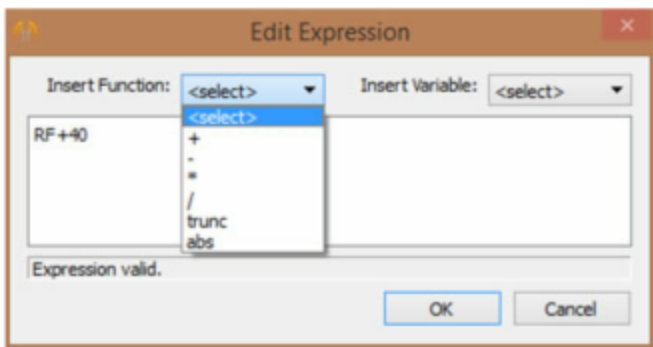 Edit Expression
Insert Function: <select> Insert Variable: <select>
<select>
RF+40
+
-
*
/
trunc
abs
Expression valid.
OK Cancel